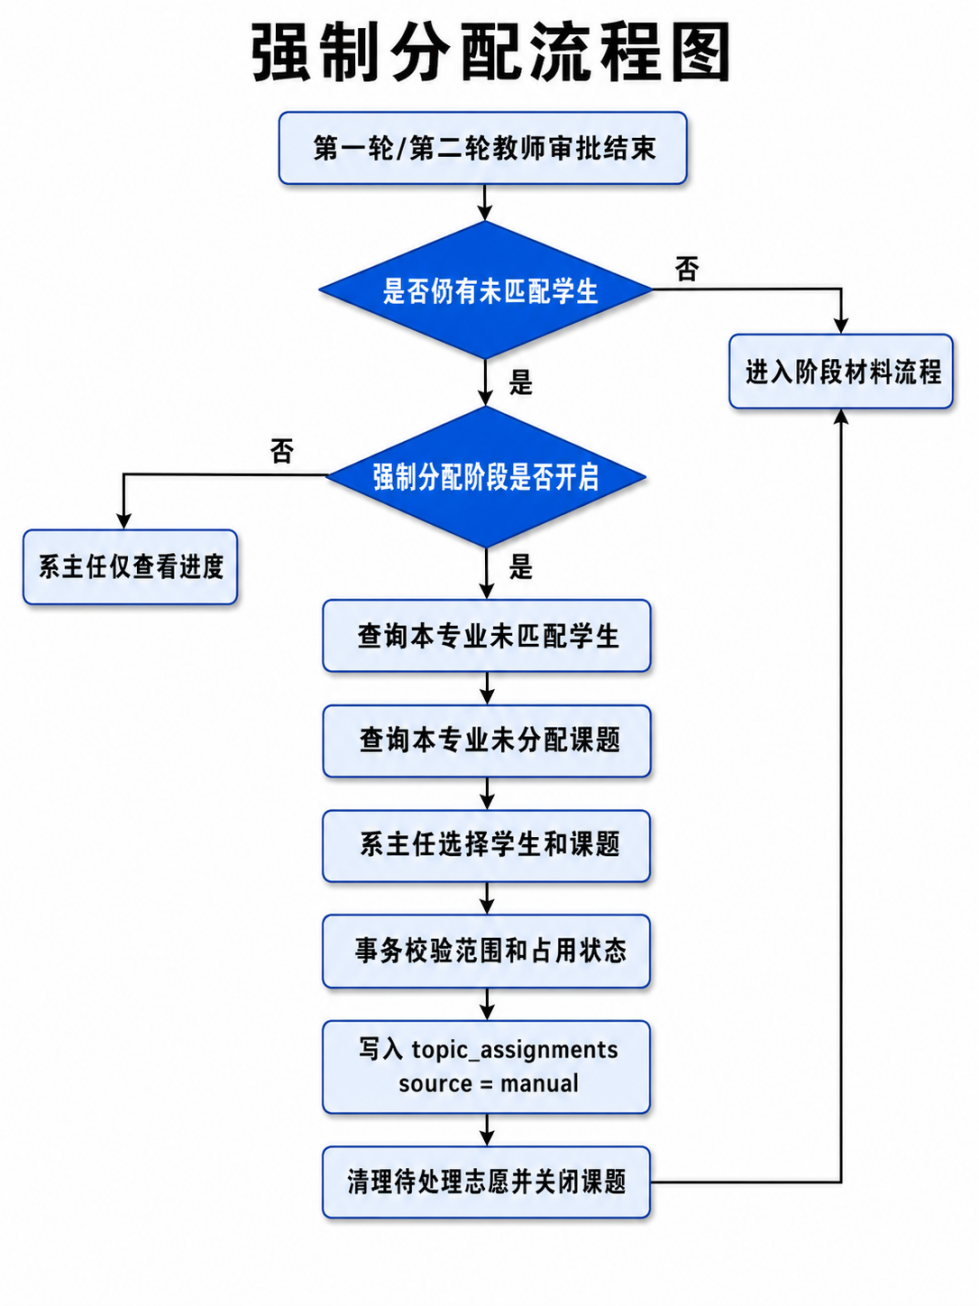 强制分配流程图
第一轮/第二轮教师审批结束
是否仍有未匹配学生
否
进入阶段材料流程
是
强制分配阶段是否开启
否
系主任仅查看进度
是
查询本专业未匹配学生
查询本专业未分配课题
系主任选择学生和课题
事务校验范围和占用状态
写入 topic_assignments
source = manual
清理待处理志愿并关闭课题